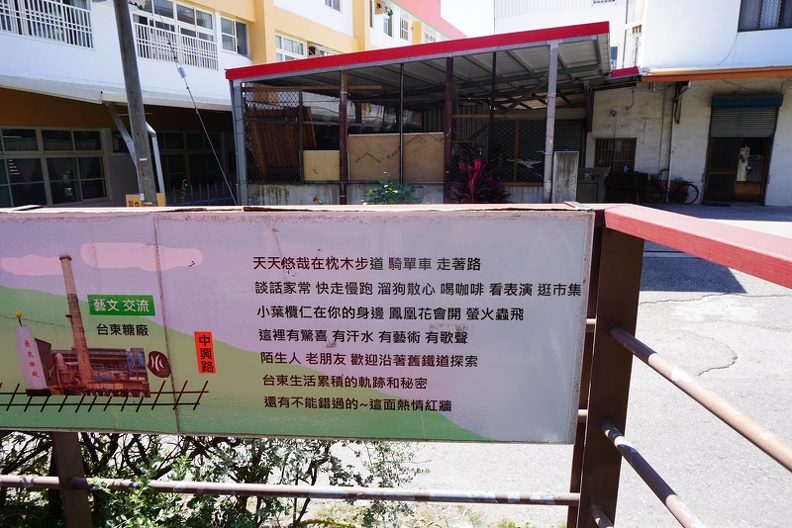 天天悠哉在枕木步道 騎單車 走著路
談話家常 快走慢跑 溜狗散心 喝咖啡 看表演 逛市集
小葉欖仁在你的身邊 鳳凰花會開 螢火蟲飛
這裡有驚喜 有汗水 有藝術 有歌聲
陌生人 老朋友 歡迎沿著舊鐵道探索
台東生活累積的軌跡和秘密
還有不能錯過的~這面熱情紅牆
藝文 交流
台東糖廠
中興路